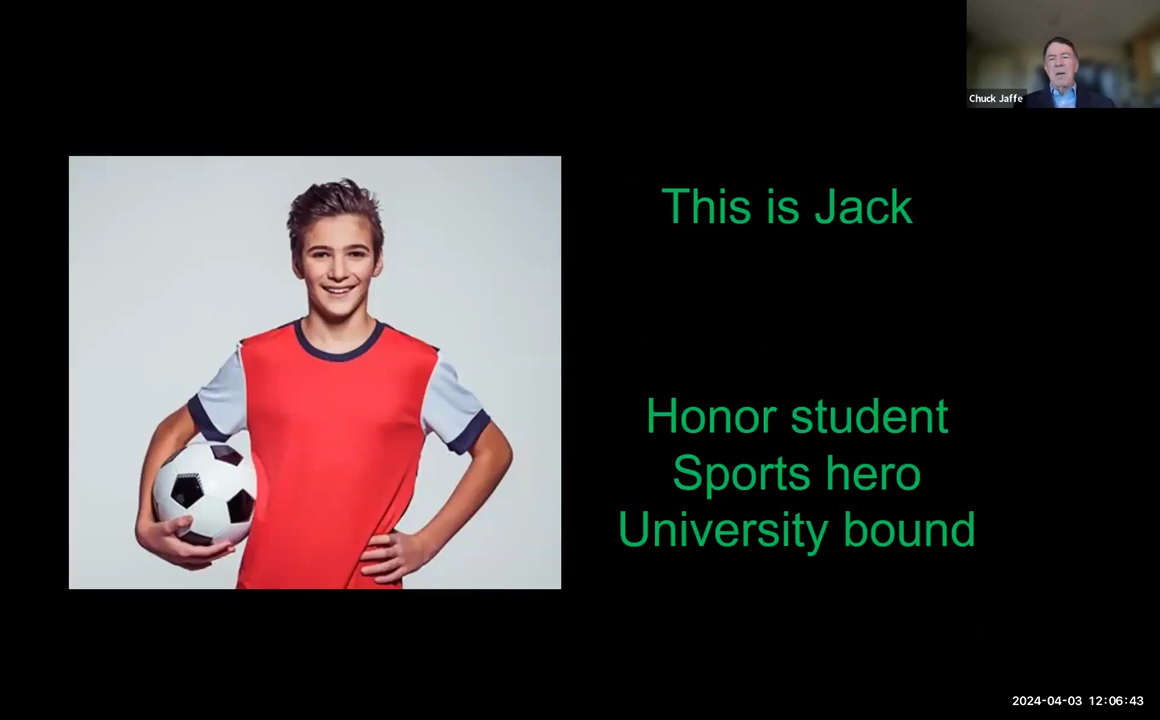 Chuck Jaffe
This is Jack
Honor student
Sports hero
University bound
2024-04-03 12:06:43